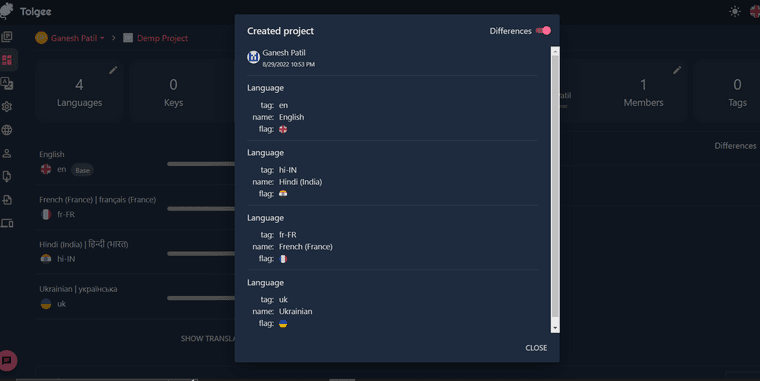 Tolgee
Ganesh Patil
Demp Project
4
Languages
0
Keys
1
Members
0
Tags
Differences
English
en
Base
French (France) | français (France)
fr-FR
Hindi (India) | हिन्दी (भारत)
hi-IN
Ukrainian | українська
uk
Created project
Differences
Ganesh Patil
8/29/2022 10:53 PM
Language
tag: en
name: English
flag:
Language
tag: hi-IN
name: Hindi (India)
flag:
Language
tag: fr-FR
name: French (France)
flag:
Language
tag: uk
name: Ukrainian
flag:
CLOSE